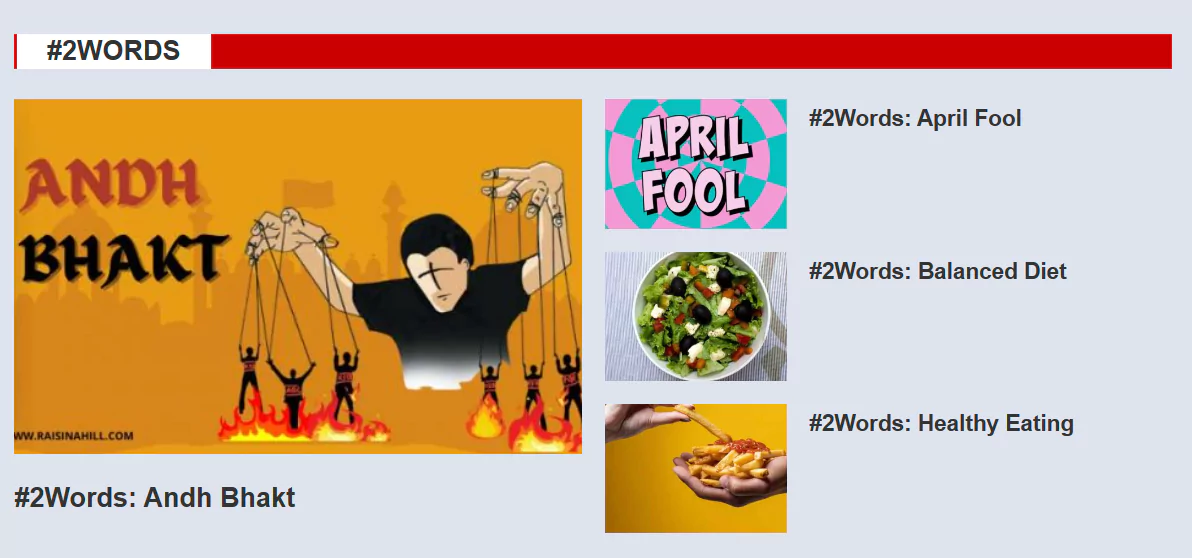 #2WORDS
ANDH
BHAKT
WWW.RAISINAHILL.COM
#2Words: Andh Bhakt
APRIL
FOOL
#2Words: April Fool
#2Words: Balanced Diet
#2Words: Healthy Eating